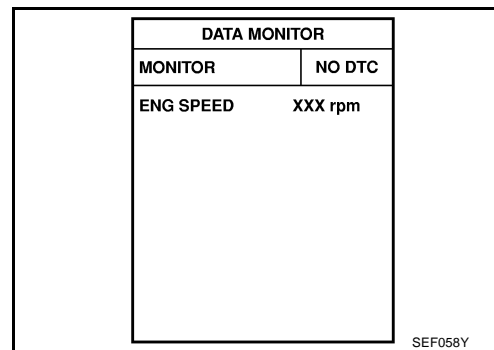 DATA MONITOR
MONITOR NO DTC
ENG SPEED XXX rpm
SEF058Y